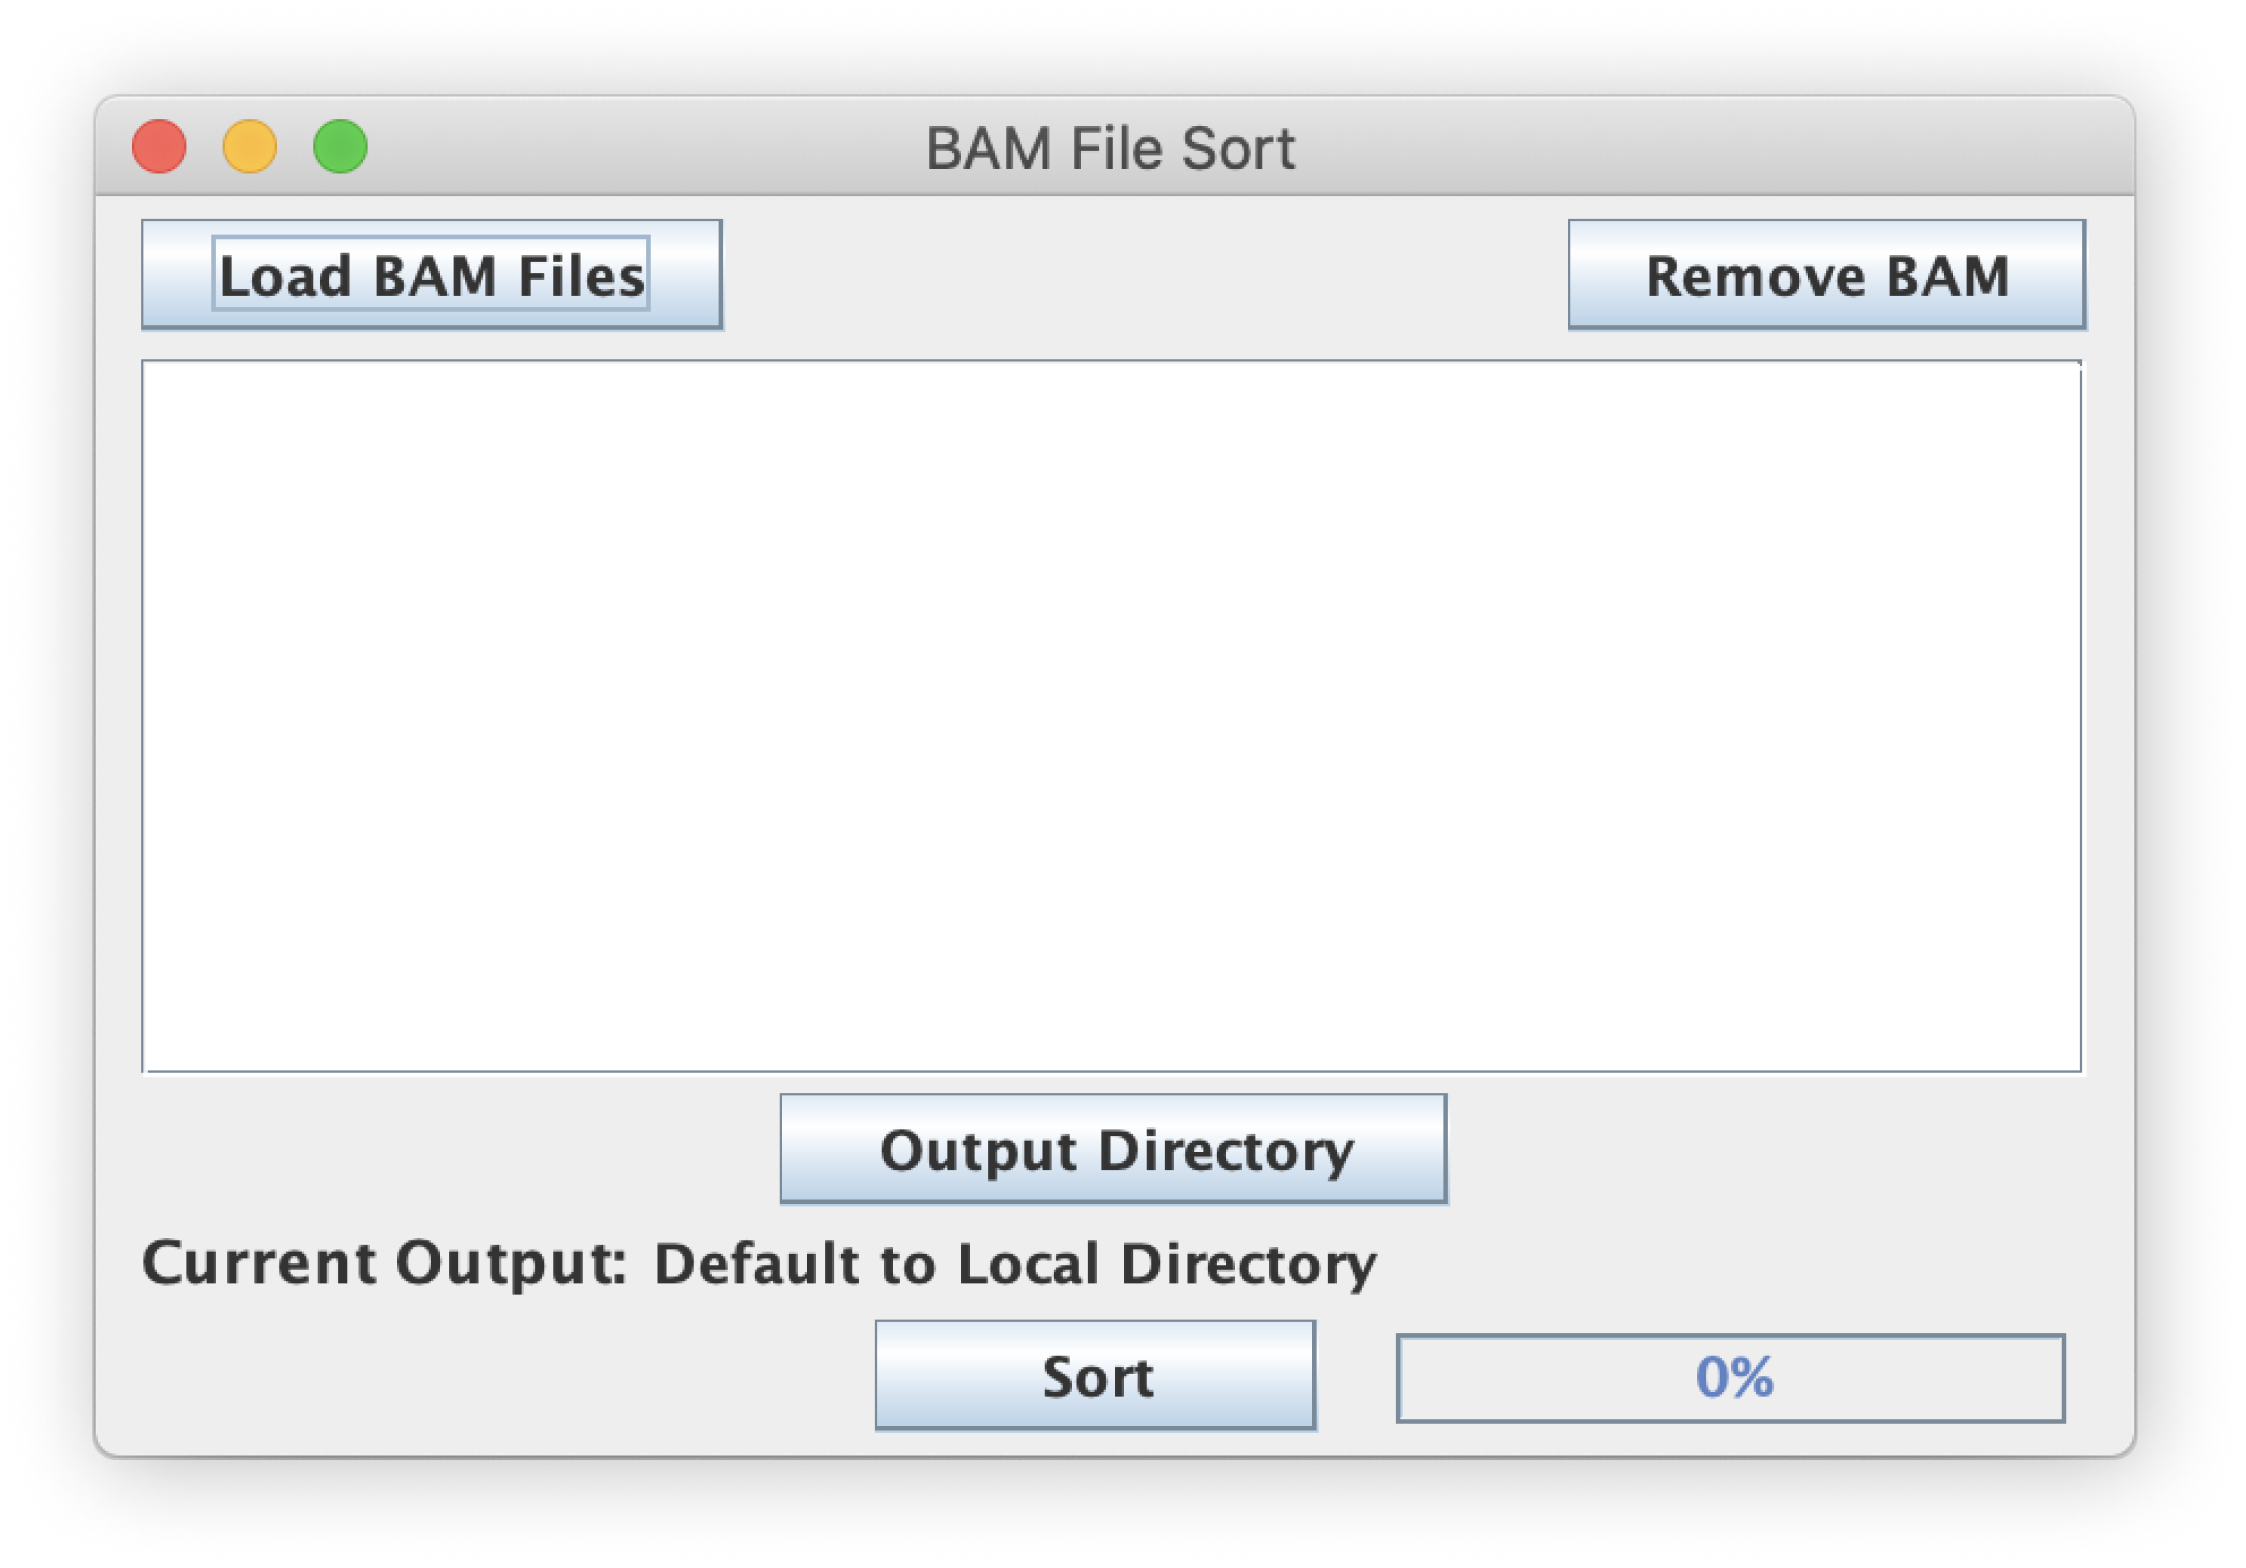 BAM File Sort
Load BAM Files
Remove BAM
Output Directory
Current Output: Default to Local Directory
Sort
0%